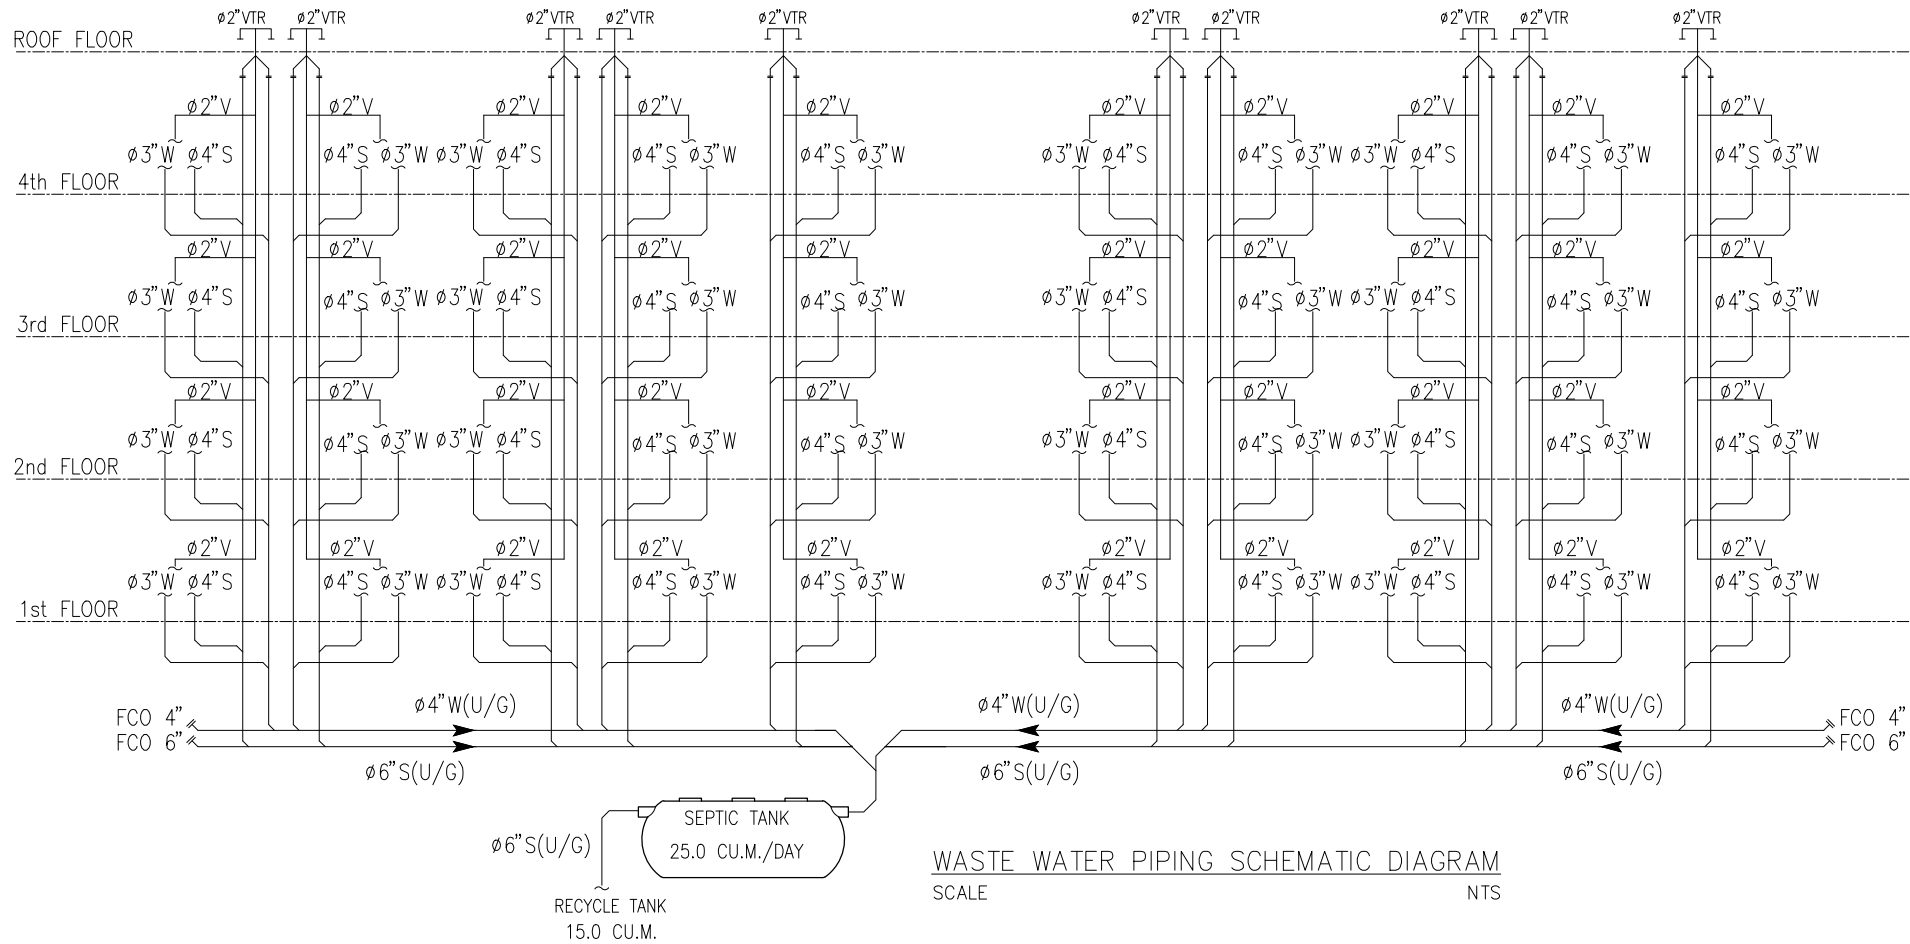 ø2"VTR ø2"VTR ø2"VTR ø2"VTR ø2"VTR ø2"VTR ø2"VTR ø2"VTR ø2"VTR ø2"VTR
ROOF FLOOR
ø2"V ø2"V ø2"V ø2"V ø2"V ø2"V ø2"V ø2"V ø2"V ø2"V
ø3"W ø4"S ø4"S ø3"W ø3"W ø4"S ø4"S ø3"W ø4"S ø3"W ø3"W ø4"S ø4"S ø3"W ø3"W ø4"S ø4"S ø3"W ø4"S ø3"W
4th FLOOR
ø2"V ø2"V ø2"V ø2"V ø2"V ø2"V ø2"V ø2"V ø2"V ø2"V
ø3"W ø4"S ø4"S ø3"W ø3"W ø4"S ø4"S ø3"W ø4"S ø3"W ø3"W ø4"S ø4"S ø3"W ø3"W ø4"S ø4"S ø3"W ø4"S ø3"W
3rd FLOOR
ø2"V ø2"V ø2"V ø2"V ø2"V ø2"V ø2"V ø2"V ø2"V ø2"V
ø3"W ø4"S ø4"S ø3"W ø3"W ø4"S ø4"S ø3"W ø4"S ø3"W ø3"W ø4"S ø4"S ø3"W ø3"W ø4"S ø4"S ø3"W ø4"S ø3"W
2nd FLOOR
ø2"V ø2"V ø2"V ø2"V ø2"V ø2"V ø2"V ø2"V ø2"V ø2"V
ø3"W ø4"S ø4"S ø3"W ø3"W ø4"S ø4"S ø3"W ø4"S ø3"W ø3"W ø4"S ø4"S ø3"W ø3"W ø4"S ø4"S ø3"W ø4"S ø3"W
1st FLOOR
ø4"W(U/G) ø4"W(U/G) ø4"W(U/G)
FCO 4" FCO 4"
FCO 6" FCO 6"
ø6"S(U/G) ø6"S(U/G) ø6"S(U/G)
SEPTIC TANK
25.0 CU.M./DAY
ø6"S(U/G)
RECYCLE TANK
15.0 CU.M.
WASTE WATER PIPING SCHEMATIC DIAGRAM
SCALE NTS